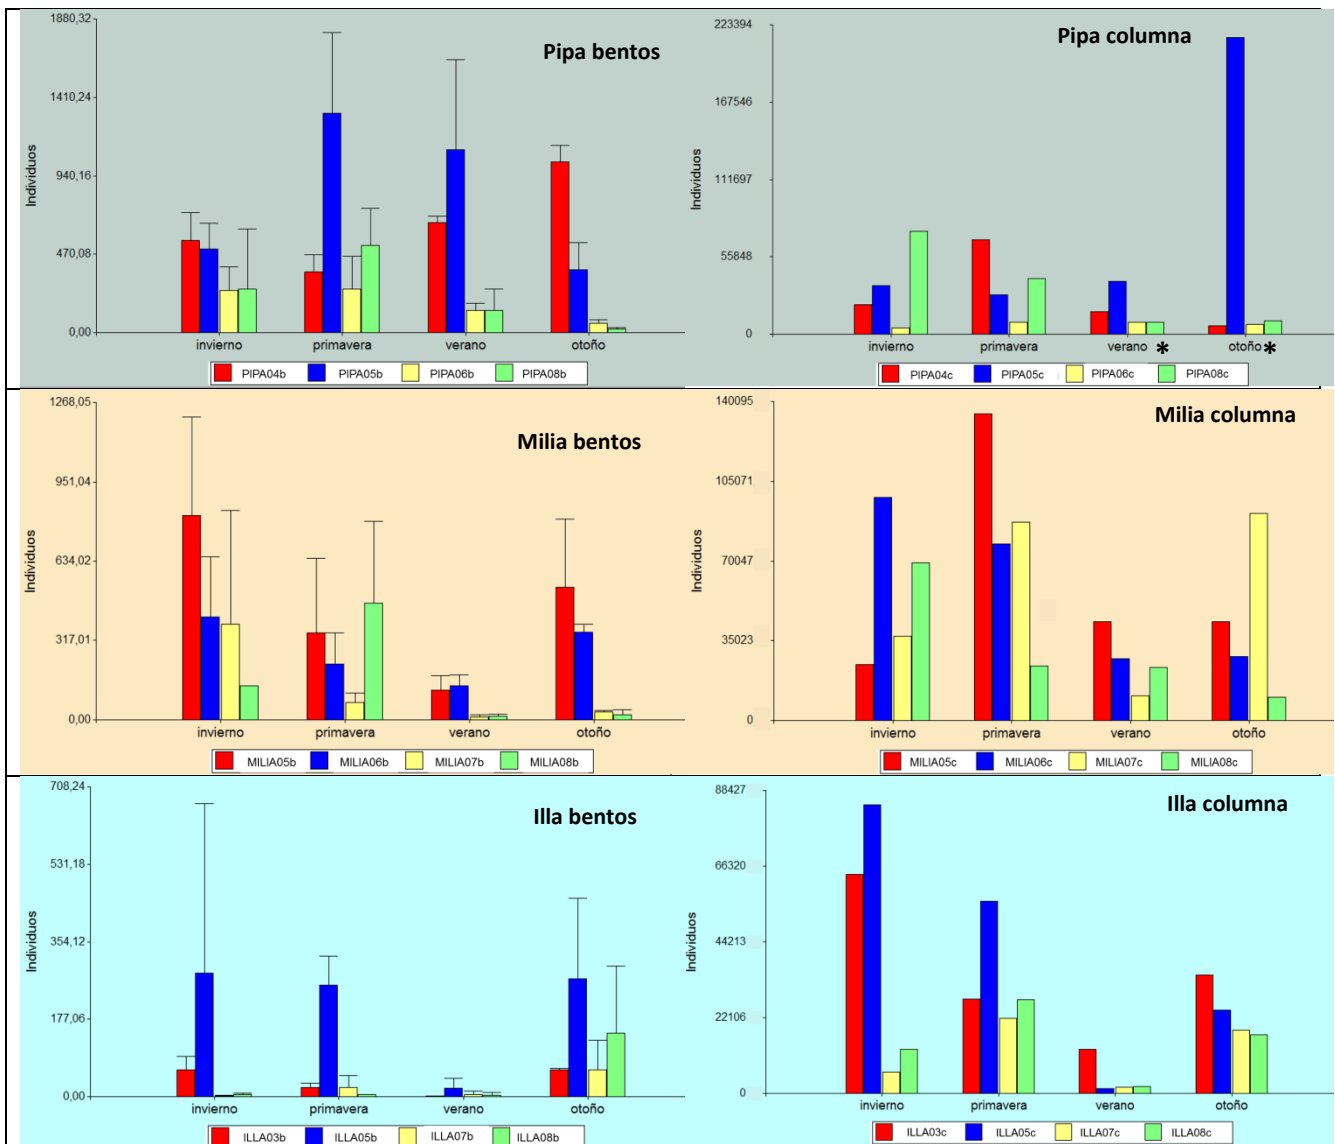 Pipa bentos
Individuos
1880,32
1410,24
940,16
470,08
0,00
invierno primavera verano otoño
PIPA04b PIPA05b PIPA06b PIPA08b
Pipa columna
Individuos
223394
167546
111697
55848
0
invierno primavera verano * otoño *
PIPA04c PIPA05c PIPA06c PIPA08c
Milia bentos
Individuos
1268,05
951,04
634,02
317,01
0,00
invierno primavera verano otoño
MILIA05b MILIA06b MILIA07b MILIA08b
Milia columna
Individuos
140095
105071
70047
35023
0
invierno primavera verano otoño
MILIA05c MILIA06c MILIA07c MILIA08c
Illa bentos
Individuos
708,24
531,18
354,12
177,06
0,00
invierno primavera verano otoño
ILLA03b ILLA05b ILLA07b ILLA08b
Illa columna
Individuos
88427
66320
44213
22106
0
invierno primavera verano otoño
ILLA03c ILLA05c ILLA07c ILLA08c